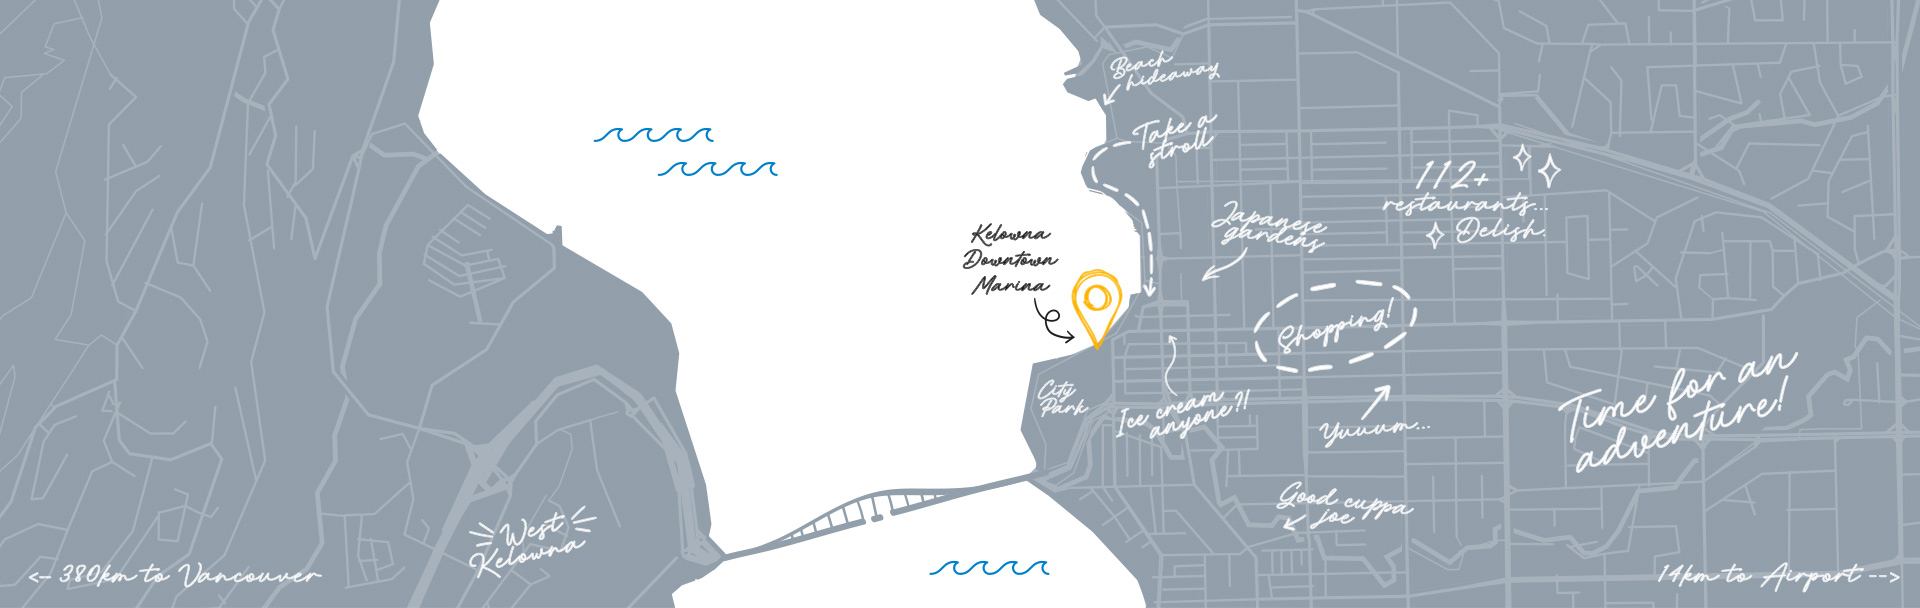 Beach
hideaway
Take a
stroll
112+
restaurants...
Delish.
Japanese
gardens
Kelowna
Downtown
Marina
Shopping!
City
Park
Ice cream
anyone?!
Yuuum...
Time for an
adventure!
Good cuppa
joe
West
Kelowna
<-- 380km to Vancouver
14km to Airport -->